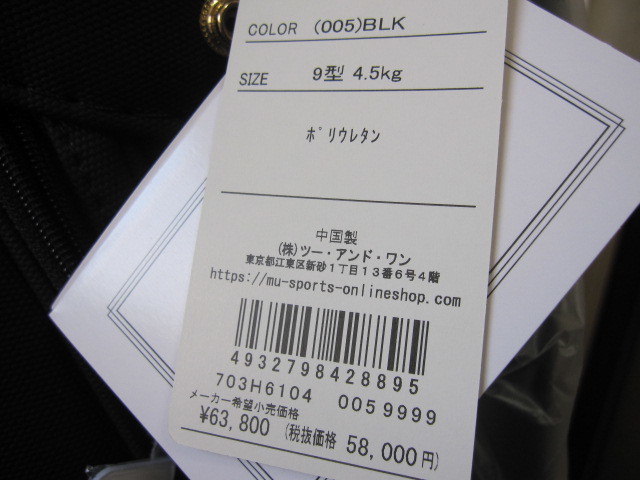 COLOR (005)BLK
SIZE 9型 4.5kg
ポリウレタン
中国製
(株)ツー・アンド・ワン
東京都江東区新砂1丁目13番6号4階
https://mu-sports-onlineshop.com
4932798428895
703H6104 0059999
メーカー希望小売価格
¥63,800 (税抜価格 58,000円)